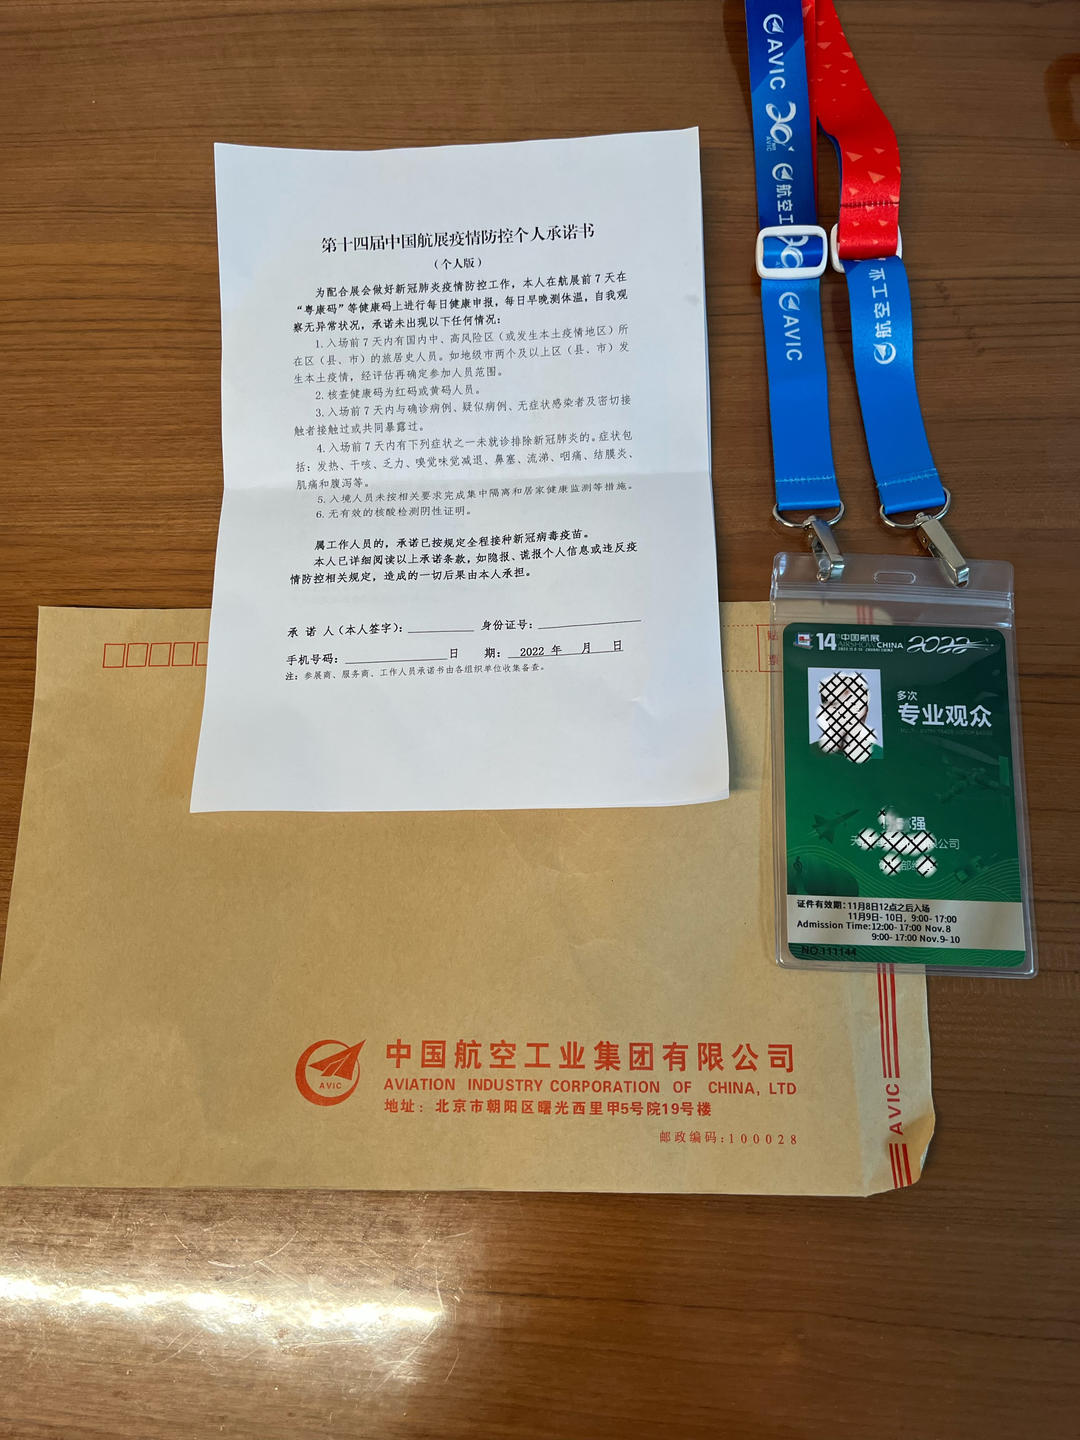 第十四届中国航展疫情防控个人承诺书
（个人版）
为配合展会做好新冠肺炎疫情防控工作，本人在航展前7天在
“粤康码”等健康码上进行每日健康申报，每日早晚测体温，自我观
察无异常状况，承诺未出现以下任何情况：
1.入场前7天内有国内中、高风险区（或发生本土疫情地区）所
在区（县、市）的旅居史人员。如地级市两个及以上区（县、市）发
生本土疫情，经评估再确定参加人员范围。
2.核查健康码为红码或黄码人员。
3.入场前7天内与确诊病例、疑似病例、无症状感染者及密切接
触者接触过或共同暴露过。
4.入场前7天内有下列症状之一未就诊排除新冠肺炎的。症状包
括：发热、干咳、乏力、嗅觉味觉减退、鼻塞、流涕、咽痛、结膜炎、
肌痛和腹泻等。
5.入境人员未按相关要求完成集中隔离和居家健康监测等措施。
6.无有效的核酸检测阴性证明。
属工作人员的，承诺已按规定全程接种新冠病毒疫苗。
本人已详细阅读以上承诺条款，如隐报、谎报个人信息或违反疫
情防控相关规定，造成的一切后果由本人承担。
承 诺 人（本人签字）：________ 身份证号：____________
手机号码：____________日 期：2022 年 月 日
注：参展商、服务商、工作人员承诺书由各组织单位收集备查。
AVIC
20
AVIC
航空工
AVIC
航空工业
14 中国航展
AIRSHOW CHINA 2022
多次
专业观众
强
公司
部
证件有效期：11月8日12点之后入场
11月9日-10日，9:00-17:00
Admission Time:12:00-17:00 Nov.8
9:00-17:00 Nov.9-10
NO.111144
贴
AVIC
中国航空工业集团有限公司
AVIATION INDUSTRY CORPORATION OF CHINA, LTD
地址：北京市朝阳区曙光西里甲5号院19号楼
邮政编码:100028
AVIC